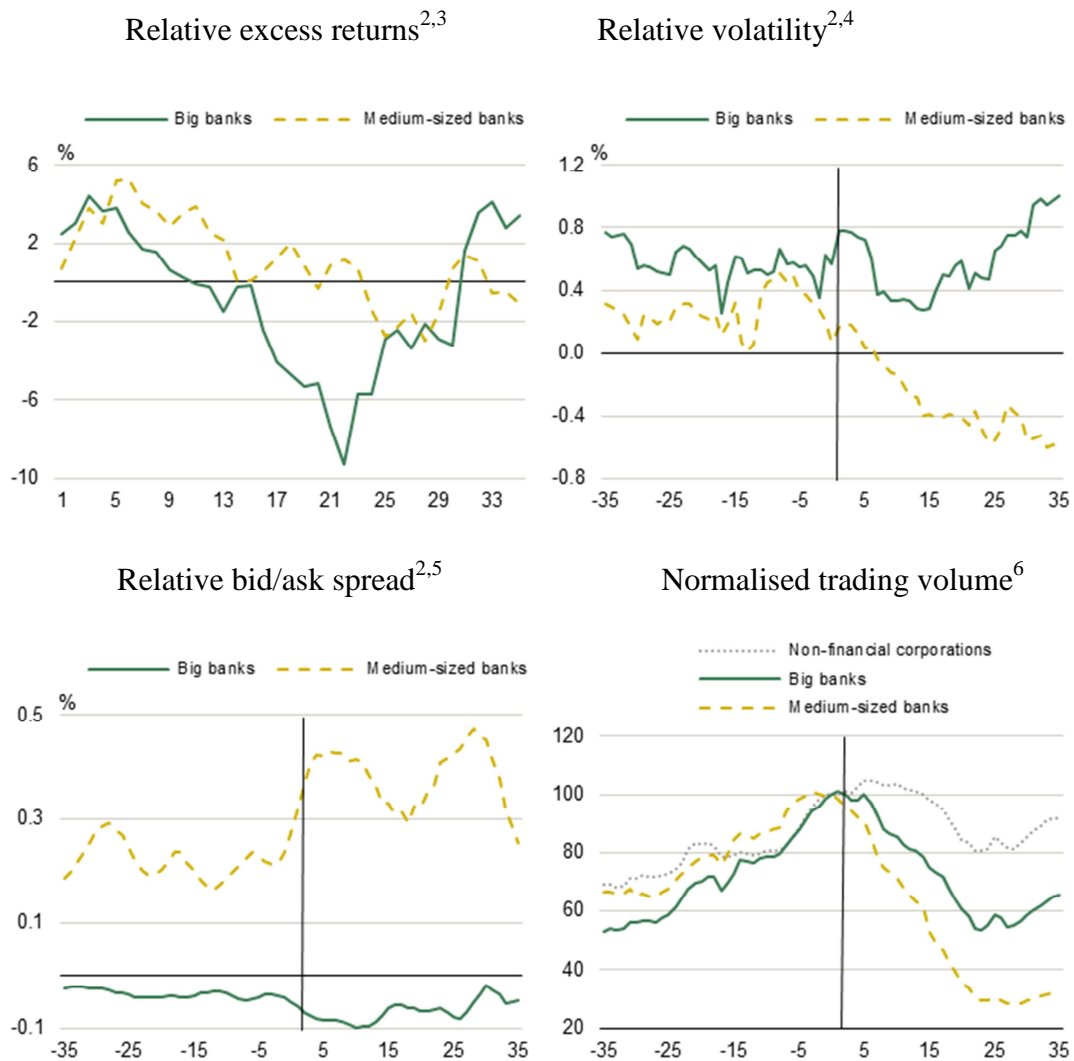 Relative excess returns2,3
Relative volatility2,4
Big banks Medium-sized banks
%
6
2
-2
-6
-10
1 5 9 13 17 21 25 29 33
Big banks Medium-sized banks
%
1.2
0.8
0.4
0.0
-0.4
-0.8
-35 -25 -15 -5 5 15 25 35
Relative bid/ask spread2,5
Normalised trading volume6
Big banks Medium-sized banks
%
0.5
0.3
0.1
-0.1
-35 -25 -15 -5 5 15 25 35
Non-financial corporations
Big banks
Medium-sized banks
120
100
80
60
40
20
-35 -25 -15 -5 5 15 25 35